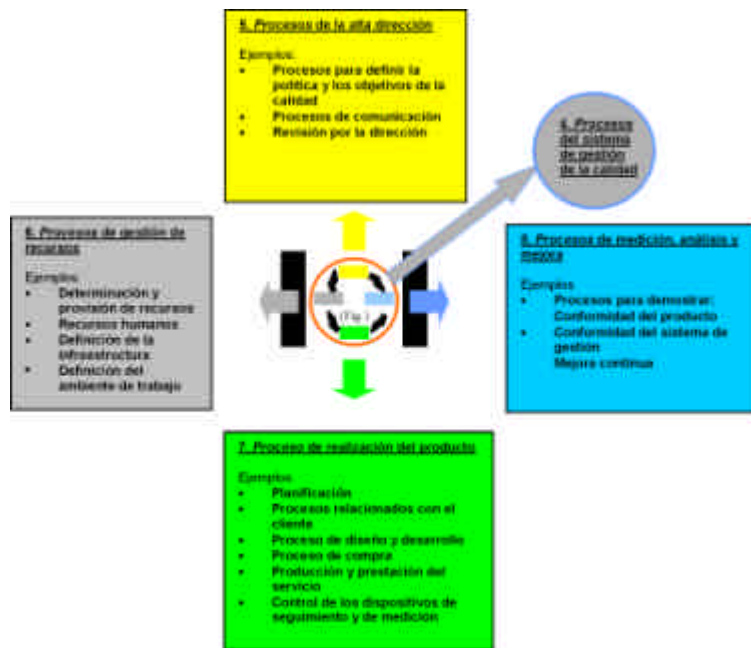 5. Procesos de la alta dirección
Ejemplos:
• Procesos para definir la
política y los objetivos de la
calidad
• Procesos de comunicación
• Revisión por la dirección
4. Procesos
del sistema
de gestión
de la calidad
6. Procesos de gestión de
recursos
Ejemplos:
• Determinación y
provisión de recursos
• Recursos humanos
• Definición de la
infraestructura
• Definición del
ambiente de trabajo
(Fig.)
8. Procesos de medición, análisis y
mejora
Ejemplos
• Procesos para demostrar:
Conformidad del producto
• Conformidad del sistema de
gestión
Mejora continua
7. Proceso de realización del producto
Ejemplos
• Planificación
• Procesos relacionados con el
cliente
• Proceso de diseño y desarrollo
• Proceso de compra
• Producción y prestación del
servicio
• Control de los dispositivos de
seguimiento y de medición